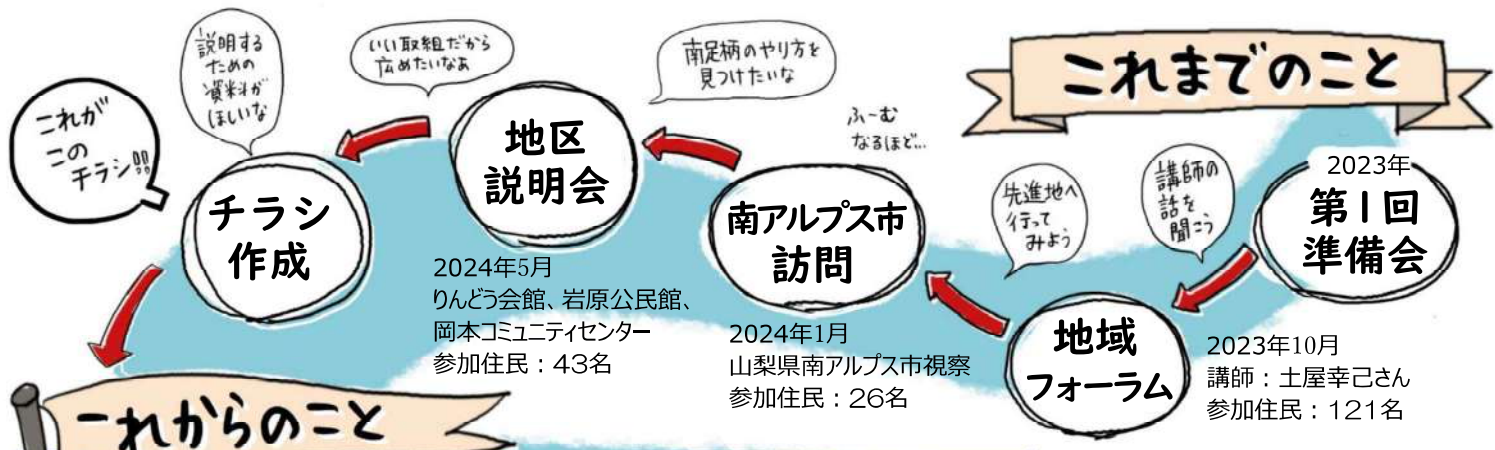 これまでのこと
2023年
第1回
準備会
講師の
話を
聞こう
地域
フォーラム
2023年10月
講師：土屋幸己さん
参加住民：121名
先進地へ
行って
みよう
南アルプス市
訪問
2024年1月
山梨県南アルプス市視察
参加住民：26名
ふーむ
なるほど…
南足柄のやり方を
見つけたいな
地区
説明会
2024年5月
りんどう会館、岩原公民館、
岡本コミュニティセンター
参加住民：43名
いい取組だから
広めたいなぁ
説明する
ための
資料が
ほしいな
チラシ
作成
これが
この
チラシ!!
これからのこと